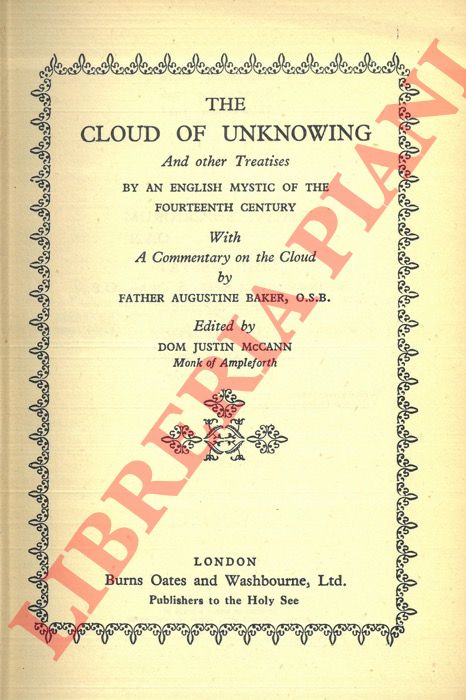 THE
CLOUD OF UNKNOWING
And other Treatises
BY AN ENGLISH MYSTIC OF THE
FOURTEENTH CENTURY
With
A Commentary on the Cloud
by
FATHER AUGUSTINE BAKER, O.S.B.
Edited by
DOM JUSTIN McCANN
Monk of Ampleforth
LONDON
Burns Oates and Washbourne, Ltd.
Publishers to the Holy See
LIBRERIA PIANI